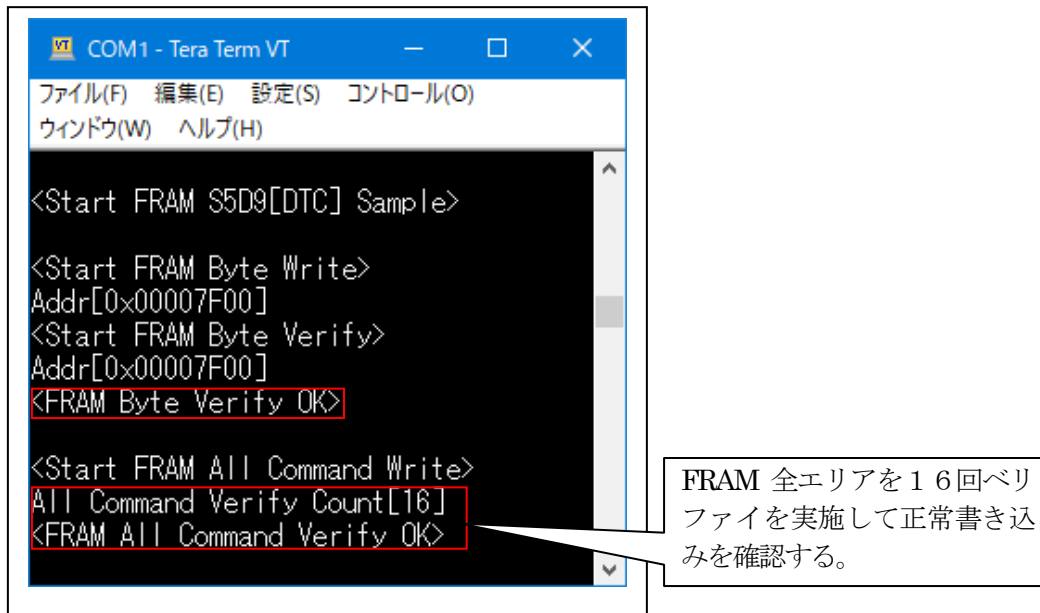 COM1 - Tera Term VT
ファイル(F) 編集(E) 設定(S) コントロール(O)
ウィンドウ(W) ヘルプ(H)
<Start FRAM S5D9[DTC] Sample>
<Start FRAM Byte Write>
Addr[0x00007F00]
<Start FRAM Byte Verify>
Addr[0x00007F00]
<FRAM Byte Verify OK>
<Start FRAM All Command Write>
All Command Verify Count[16]
<FRAM All Command Verify OK>
FRAM 全エリアを１６回ベリ
ファイを実施して正常書き込
みを確認する。